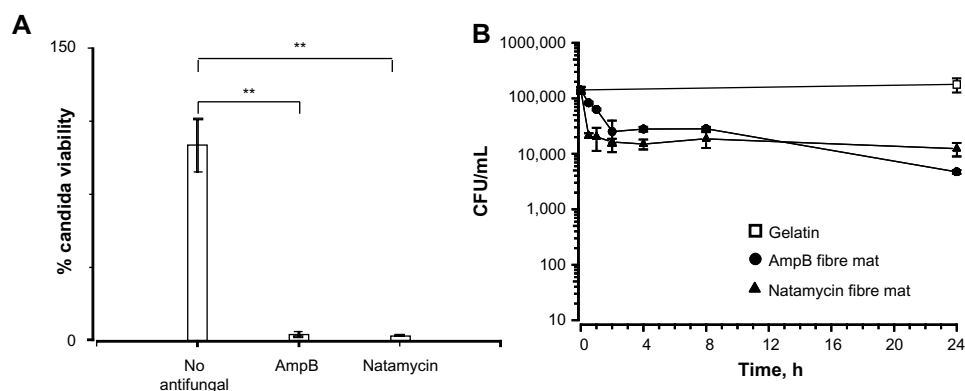 A
150
**
**
% candida viability
0
No
antifungal
AmpB
Natamycin
B
1000,000
100,000
10,000
1,000
100
10
CFU/mL
Gelatin
AmpB fibre mat
Natamycin fibre mat
0 4 8 12 16 20 24
Time, h